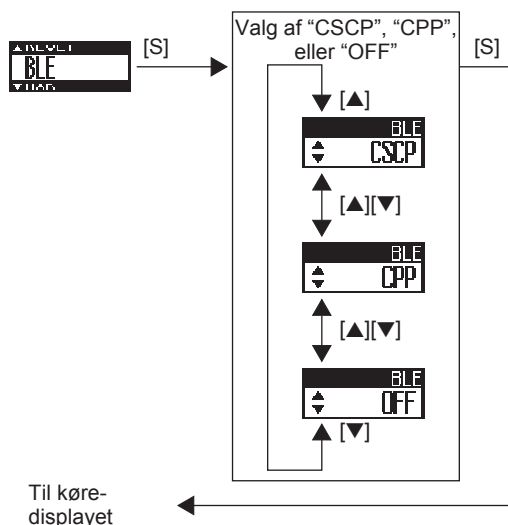 Valg af “CSCP”, “CPP”,
eller “OFF”
[S]
[S]
BLE
[▲]
BLE
CSCP
[▲][▼]
BLE
CPP
[▲][▼]
BLE
OFF
[▼]
Til køre-
displayet